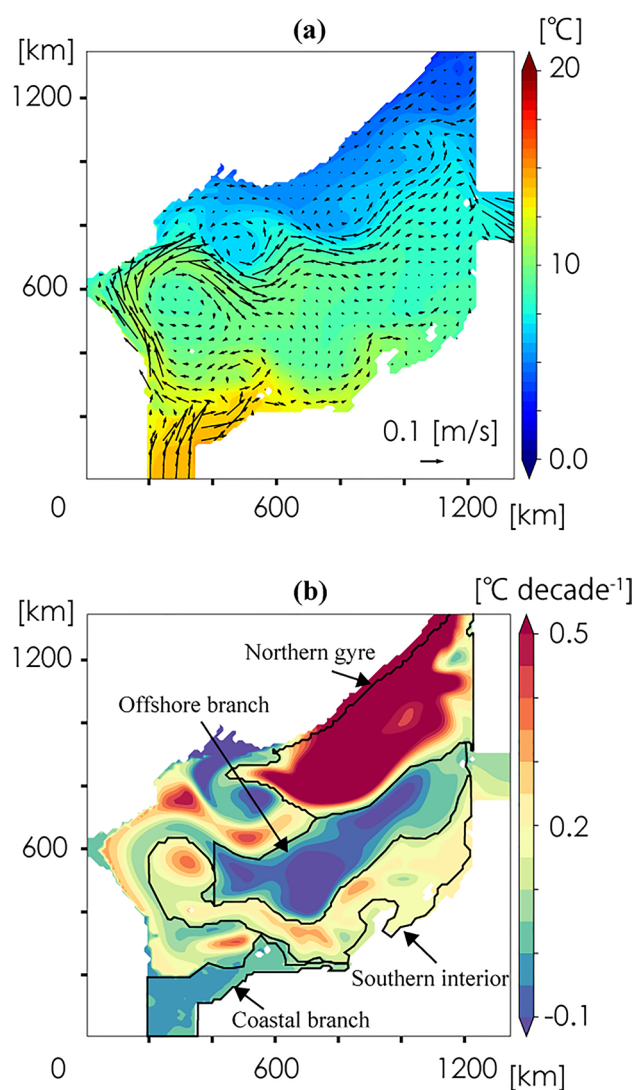 (a)
[km]
[℃]
1200
20
600
10
0.1 [m/s]
0.0
0
600
1200
[km]
(b)
[km]
[℃ decade⁻¹]
1200
Northern gyre
0.5
Offshore branch
600
0.2
Southern interior
Coastal branch
-0.1
0
600
1200
[km]